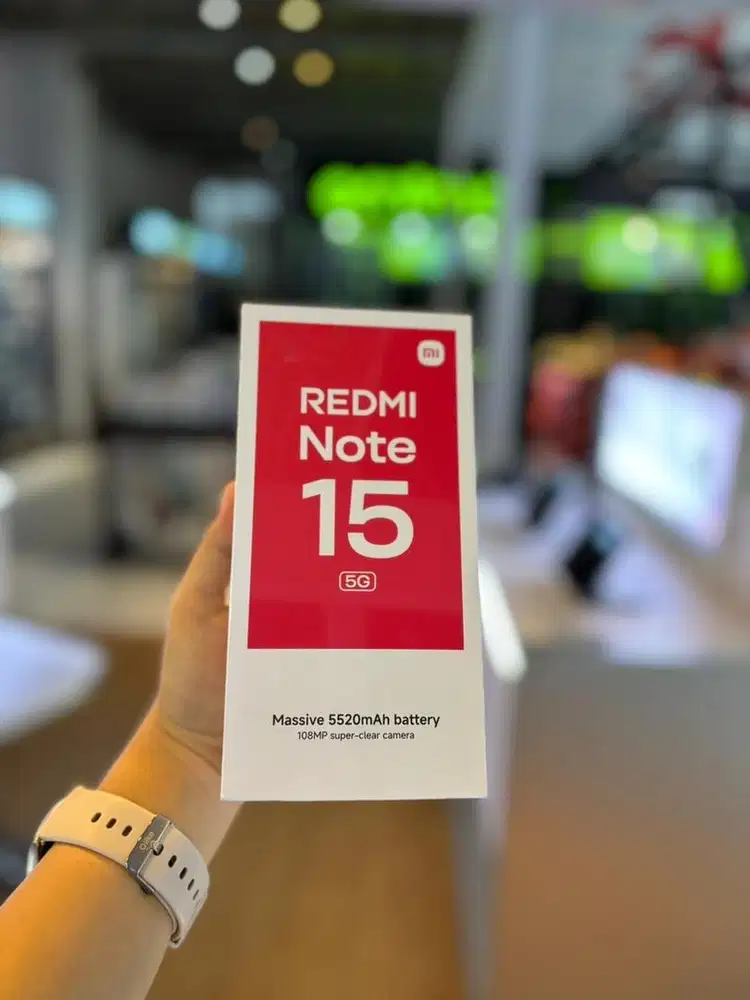 mi
REDMI
Note
15
5G
Massive 5520mAh battery
108MP super-clear camera